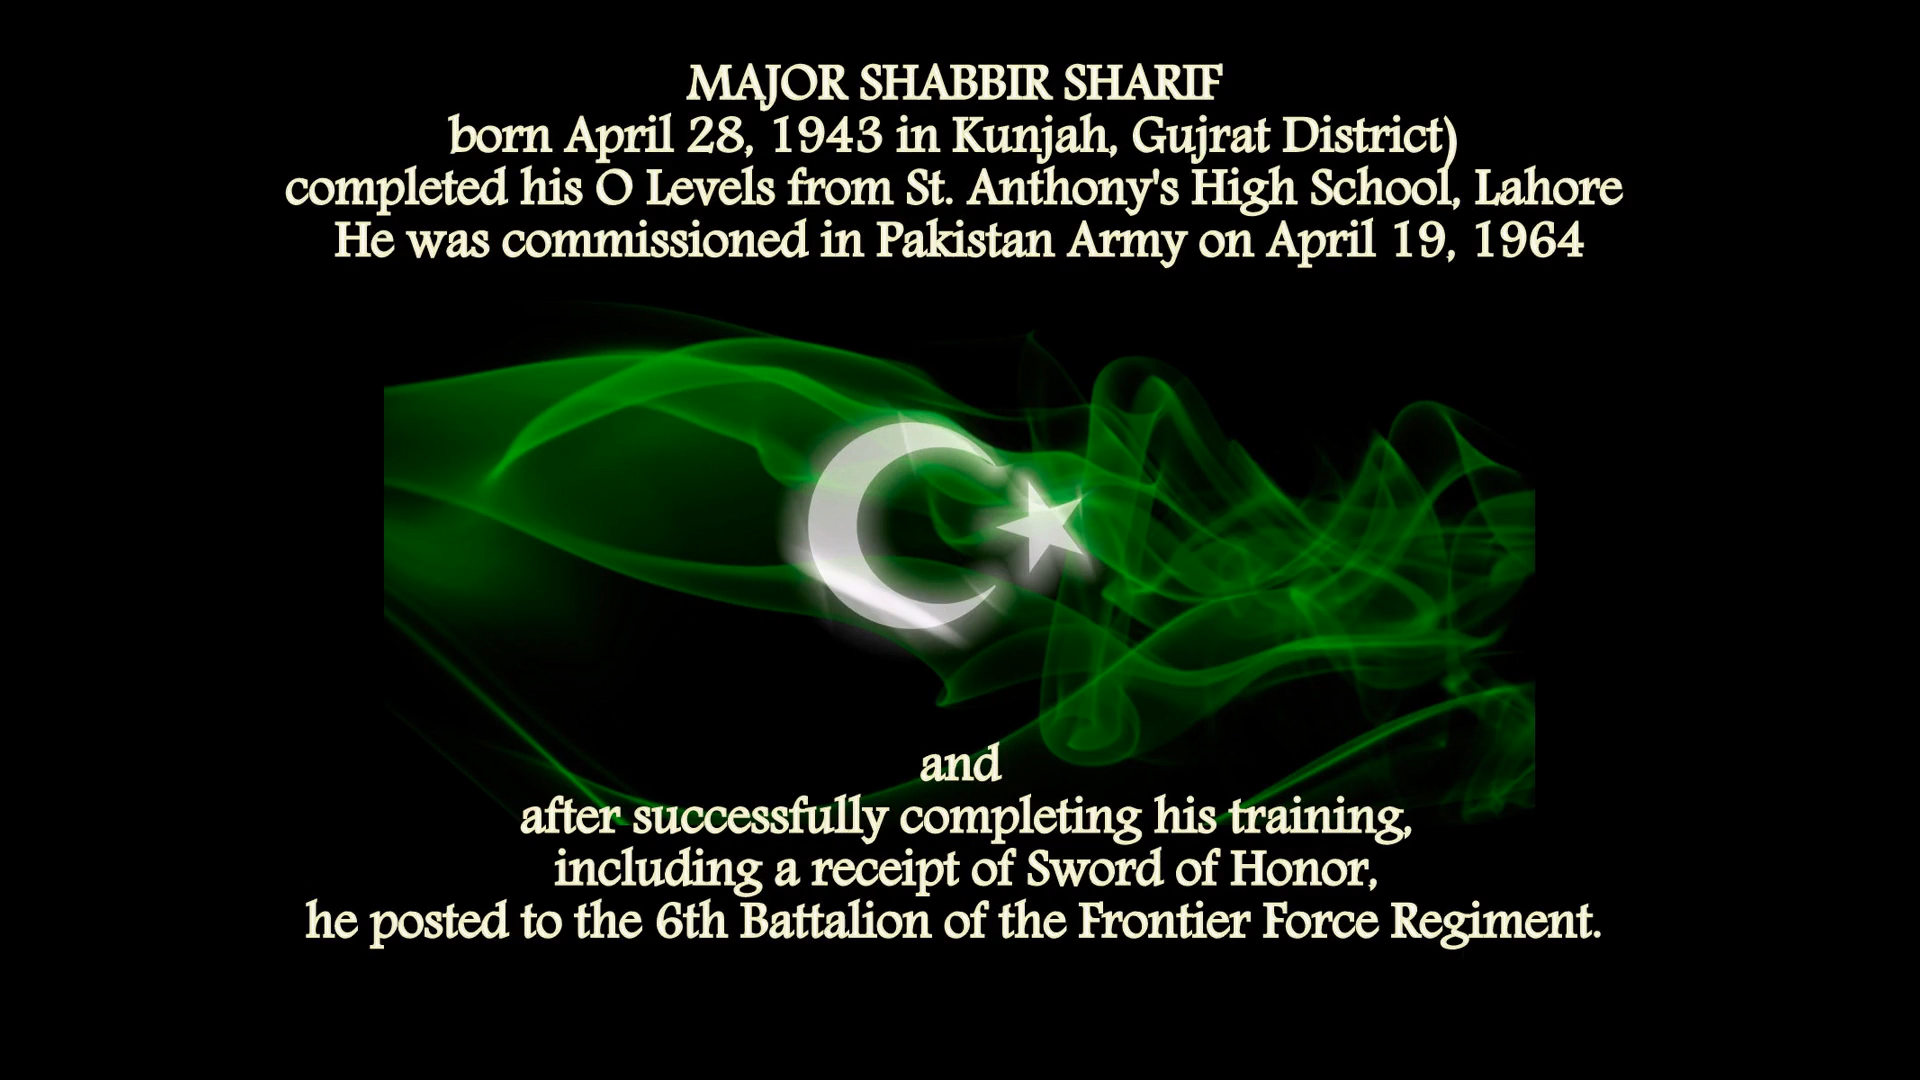 MAJOR SHABBIR SHARIF
born April 28, 1943 in Kunjah, Gujrat District)
completed his O Levels from St. Anthony's High School, Lahore
He was commissioned in Pakistan Army on April 19, 1964
and
after successfully completing his training,
including a receipt of Sword of Honor,
he posted to the 6th Battalion of the Frontier Force Regiment.